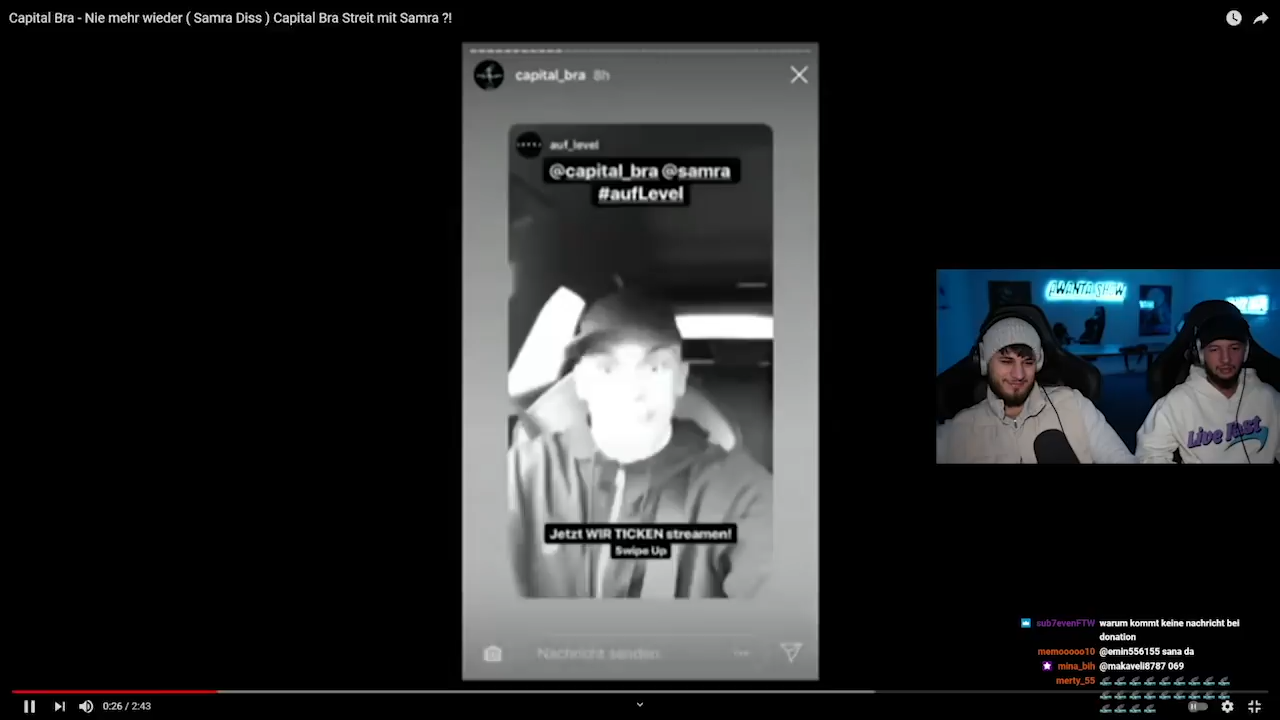 Capital Bra - Nie mehr wieder ( Samra Diss ) Capital Bra Streit mit Samra ?!
capital_bra 8h
auf_level
@capital_bra @samra
#aufLevel
Jetzt WIR TICKEN streamen!
Swipe Up
Nachricht senden
Live Fast
sub7evenFTW warum kommt keine nachricht bei
donation
memooooo10 @emin556155 sana da
mina_bih @makaveli8787 069
merty_55
0:26 / 2:43